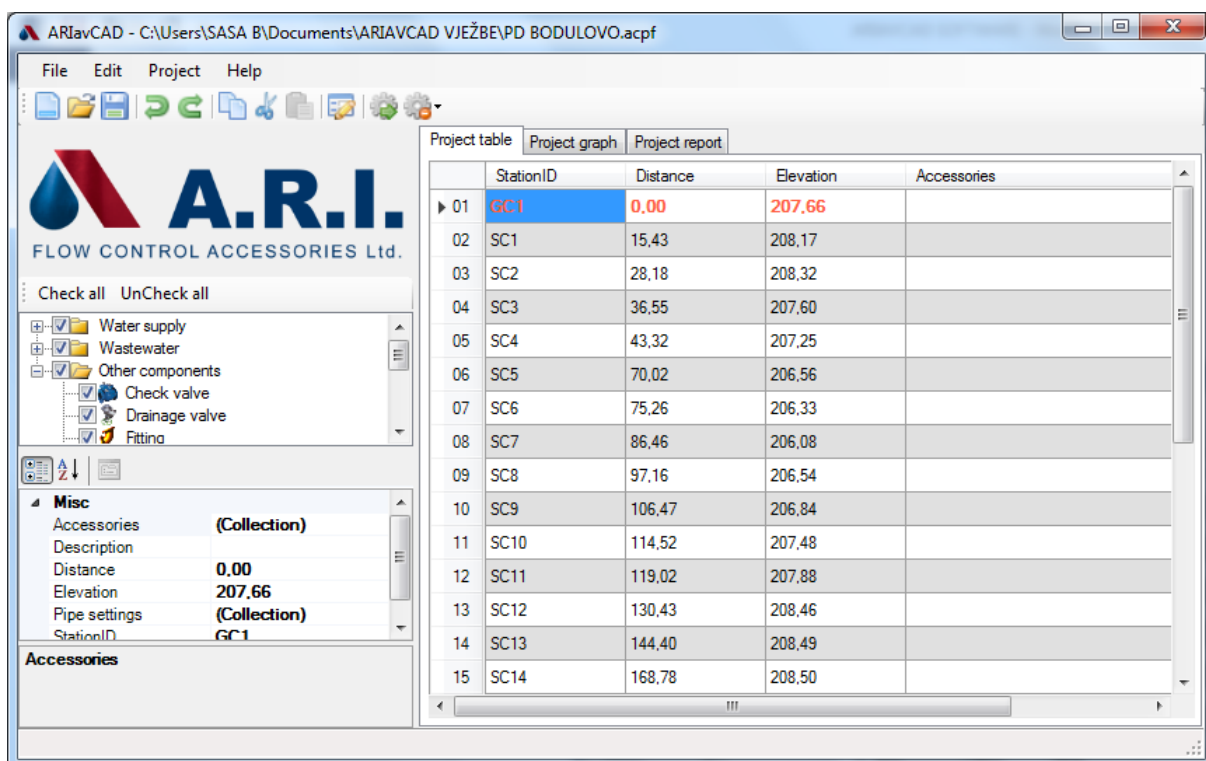 ARIavCAD - C:\Users\SASA B\Documents\ARIAVCAD VJEŽBE\PD BODULOVO.acpf
File Edit Project Help
A.R.I.
FLOW CONTROL ACCESSORIES Ltd.
Check all UnCheck all
Water supply
Wastewater
Other components
Check valve
Drainage valve
Fitting
Misc
Accessories (Collection)
Description
Distance 0,00
Elevation 207,66
Pipe settings (Collection)
StationID GC1
Accessories
Project table Project graph Project report
StationID Distance Elevation Accessories
01 GC1 0,00 207,66
02 SC1 15,43 208,17
03 SC2 28,18 208,32
04 SC3 36,55 207,60
05 SC4 43,32 207,25
06 SC5 70,02 206,56
07 SC6 75,26 206,33
08 SC7 86,46 206,08
09 SC8 97,16 206,54
10 SC9 106,47 206,84
11 SC10 114,52 207,48
12 SC11 119,02 207,88
13 SC12 130,43 208,46
14 SC13 144,40 208,49
15 SC14 168,78 208,50